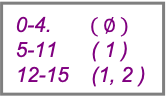 0-4. ( ∅ )
5-11 ( 1 )
12-15 (1, 2 )